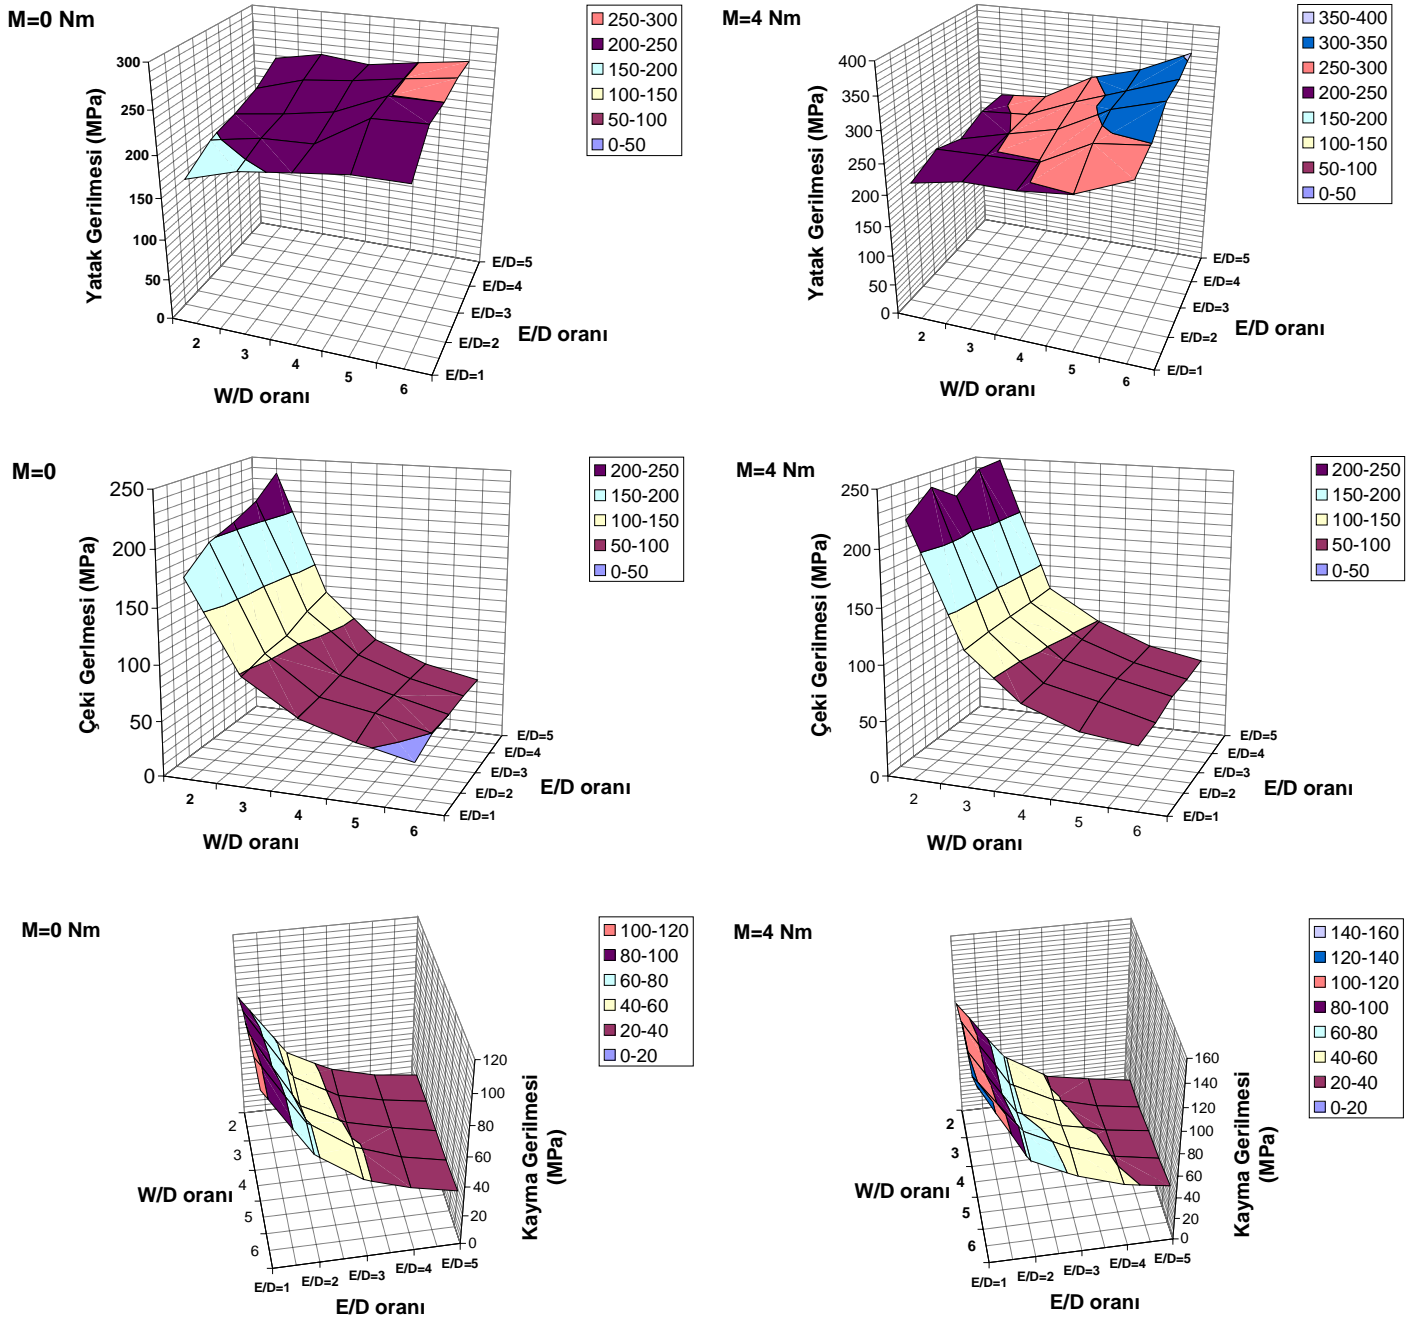 M=0 Nm
Yatak Gerilmesi (MPa)
300
250
200
150
100
50
0
2
3
4
5
6
W/D oranı
E/D=5
E/D=4
E/D=3
E/D=2
E/D=1
E/D oranı
250-300
200-250
150-200
100-150
50-100
0-50
M=4 Nm
Yatak Gerilmesi (MPa)
400
350
300
250
200
150
100
50
0
2
3
4
5
6
W/D oranı
E/D=5
E/D=4
E/D=3
E/D=2
E/D=1
E/D oranı
350-400
300-350
250-300
200-250
150-200
100-150
50-100
0-50
M=0
Çeki Gerilmesi (MPa)
250
200
150
100
50
0
2
3
4
5
6
W/D oranı
E/D=5
E/D=4
E/D=3
E/D=2
E/D=1
E/D oranı
200-250
150-200
100-150
50-100
0-50
M=4 Nm
Çeki Gerilmesi (MPa)
250
200
150
100
50
0
2
3
4
5
6
W/D oranı
E/D=5
E/D=4
E/D=3
E/D=2
E/D=1
E/D oranı
200-250
150-200
100-150
50-100
0-50
M=0 Nm
2
3
4
5
6
W/D oranı
E/D=1
E/D=2
E/D=3
E/D=4
E/D=5
E/D oranı
120
100
80
60
40
20
0
Kayma Gerilmesi
(MPa)
100-120
80-100
60-80
40-60
20-40
0-20
M=4 Nm
2
3
4
5
6
W/D oranı
E/D=1
E/D=2
E/D=3
E/D=4
E/D=5
E/D oranı
160
140
120
100
80
60
40
20
0
Kayma Gerilmesi
(MPa)
140-160
120-140
100-120
80-100
60-80
40-60
20-40
0-20